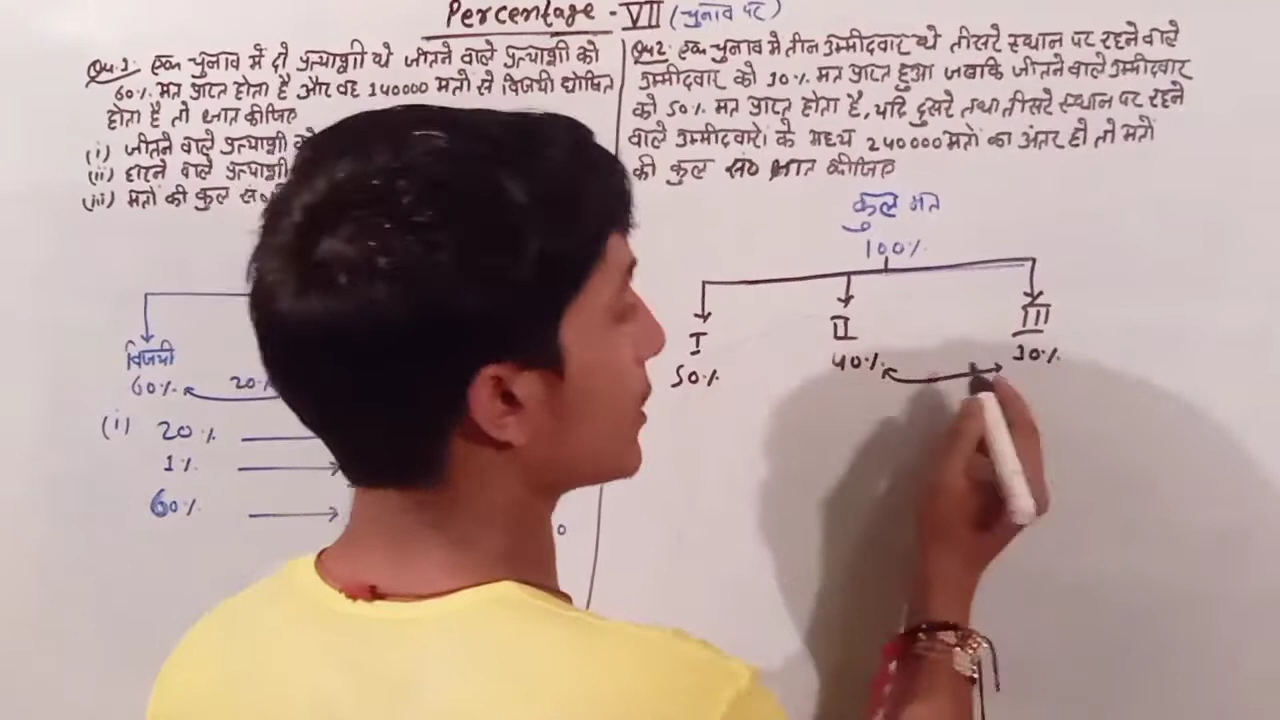 Percentage - VII (चुनाव पर)
Qu.1: एक चुनाव में दो प्रत्याशी थे जीतने वाले प्रत्याशी को
60% मत प्राप्त होता है और वह 140000 मतों से विजयी घोषित
होता है तो ज्ञात कीजिए
(i) जीतने वाले प्रत्याशी को
(ii) हारने वाले प्रत्याशी
(iii) मतों की कुल सं०
विजयी
60% 20%
(i) 20%
1%
60%
Qu2: एक चुनाव में तीन उम्मीदवार थे तीसरे स्थान पर रहने वाले
उम्मीदवार को 10% मत प्राप्त हुआ जबकि जीतने वाले उम्मीदवार
को 50% मत प्राप्त होता है, यदि दुसरे तथा तीसरे स्थान पर रहने
वाले उम्मीदवारों के मध्य 240000 मतों का अंतर हो तो मतों
की कुल सं० ज्ञात कीजिए
कुल मत
100%
I II III
50% 40% 10%